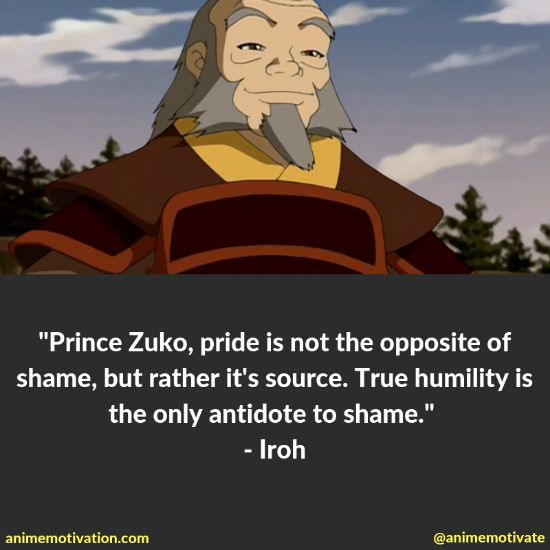 "Prince Zuko, pride is not the opposite of
shame, but rather it's source. True humility is
the only antidote to shame."
- Iroh
animemotivation.com
@animemotivate